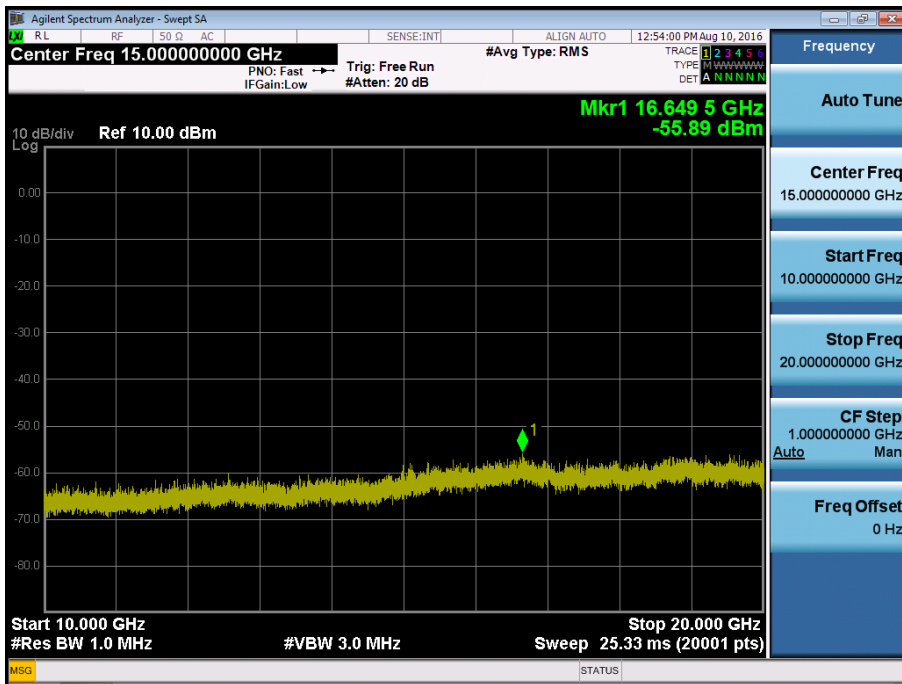 Agilent Spectrum Analyzer - Swept SA
LXI RL RF 50 Ω AC SENSE:INT ALIGN AUTO 12:54:00 PM Aug 10, 2016
Center Freq 15.000000000 GHz
PNO: Fast
IFGain:Low
Trig: Free Run
#Atten: 20 dB
#Avg Type: RMS
TRACE 1 2 3 4 5 6
TYPE M W W W W W
DET A N N N N N
Mkr1 16.649 5 GHz
-55.89 dBm
10 dB/div Ref 10.00 dBm
Log
0.00
-10.0
-20.0
-30.0
-40.0
-50.0
1
-60.0
-70.0
-80.0
Start 10.000 GHz Stop 20.000 GHz
#Res BW 1.0 MHz #VBW 3.0 MHz Sweep 25.33 ms (20001 pts)
MSG STATUS
Frequency
Auto Tune
Center Freq
15.000000000 GHz
Start Freq
10.000000000 GHz
Stop Freq
20.000000000 GHz
CF Step
1.000000000 GHz
Auto Man
Freq Offset
0 Hz